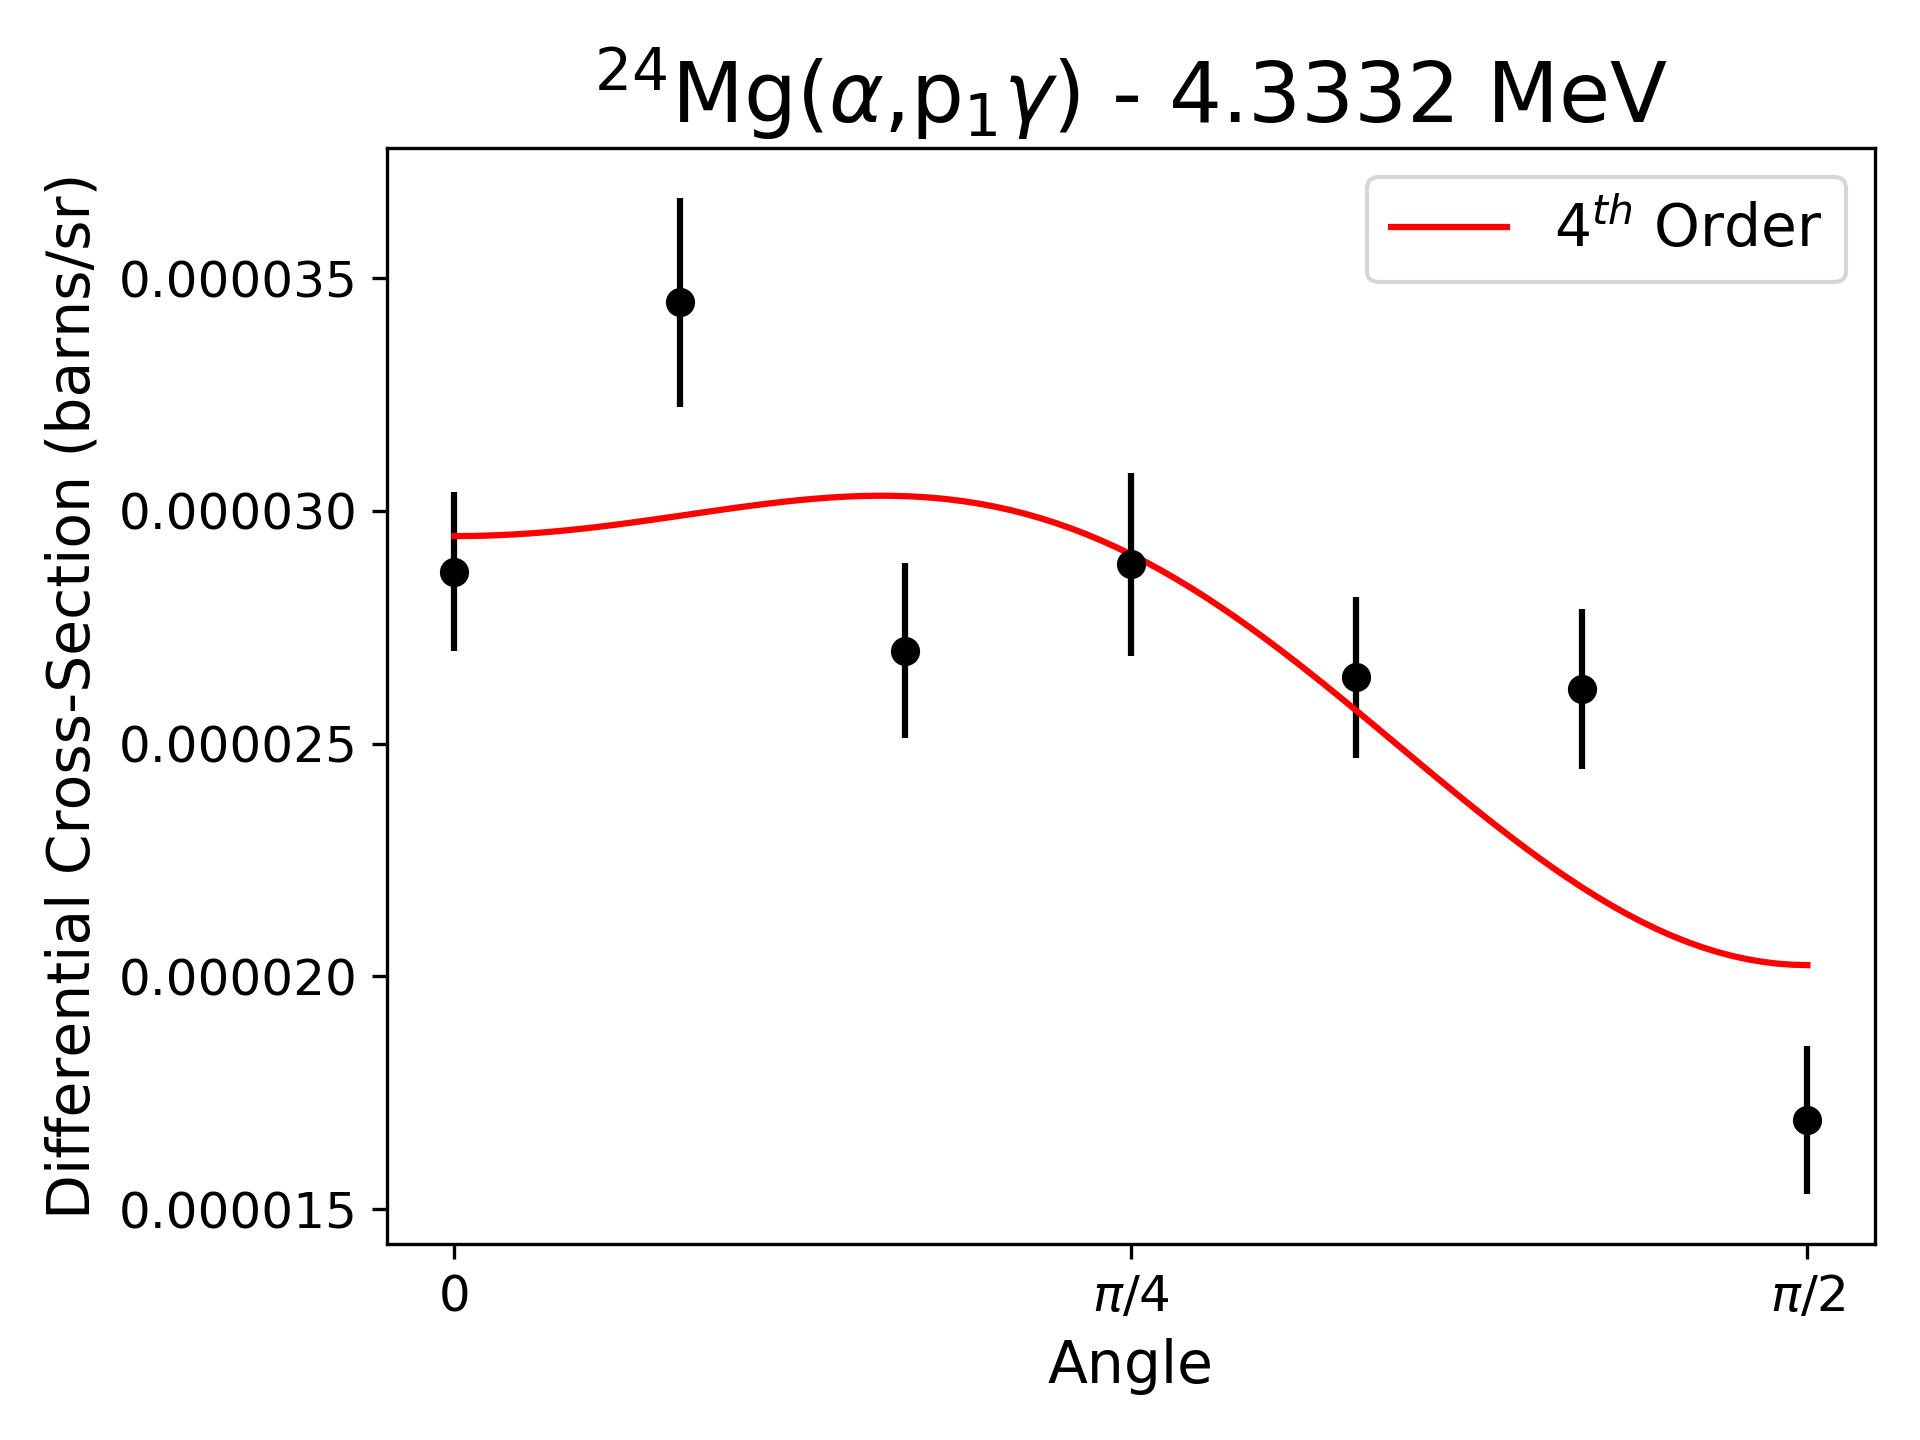 ²⁴Mg(α,p₁γ) - 4.3332 MeV
4ᵗʰ Order
Differential Cross-Section (barns/sr)
0.000035
0.000030
0.000025
0.000020
0.000015
0 π/4 π/2
Angle